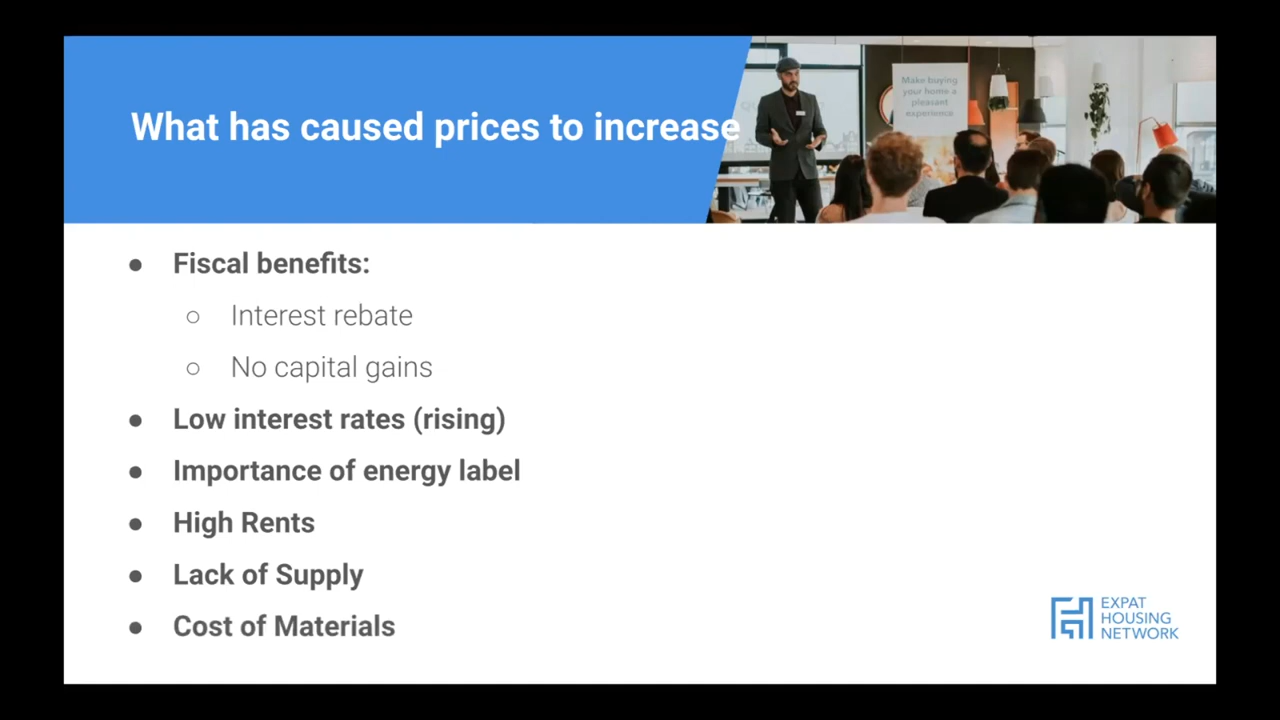 What has caused prices to increase
Make buying
your home a
pleasant
experience
● Fiscal benefits:
○ Interest rebate
○ No capital gains
● Low interest rates (rising)
● Importance of energy label
● High Rents
● Lack of Supply
● Cost of Materials
EXPAT
HOUSING
NETWORK